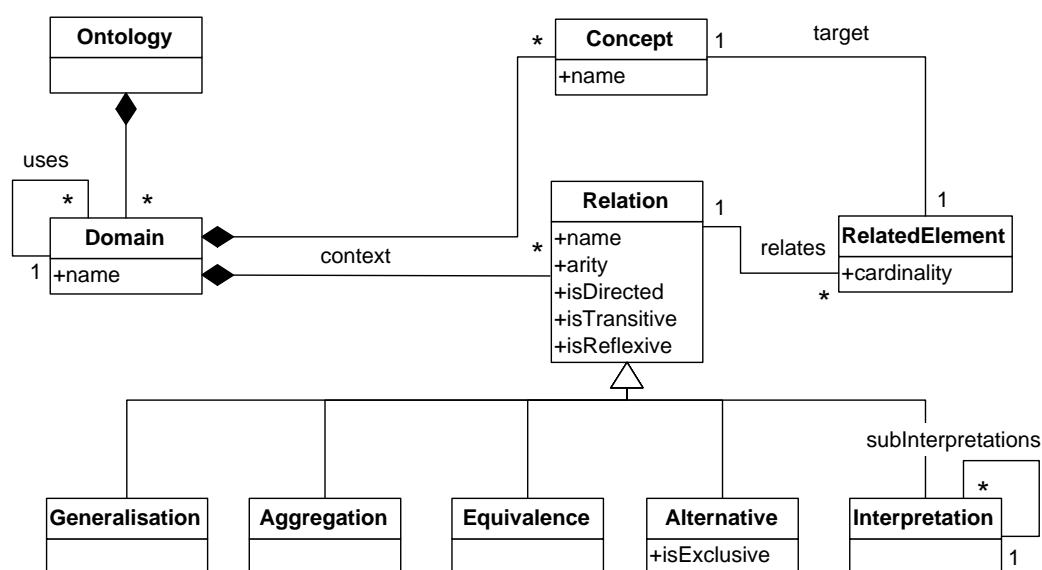 Ontology
*
Concept
+name
1
target
uses
*
*
1
Domain
+name
context
*
Relation
+name
+arity
+isDirected
+isTransitive
+isReflexive
1
relates
*
1
RelatedElement
+cardinality
subInterpretations
*
1
Generalisation
Aggregation
Equivalence
Alternative
+isExclusive
Interpretation